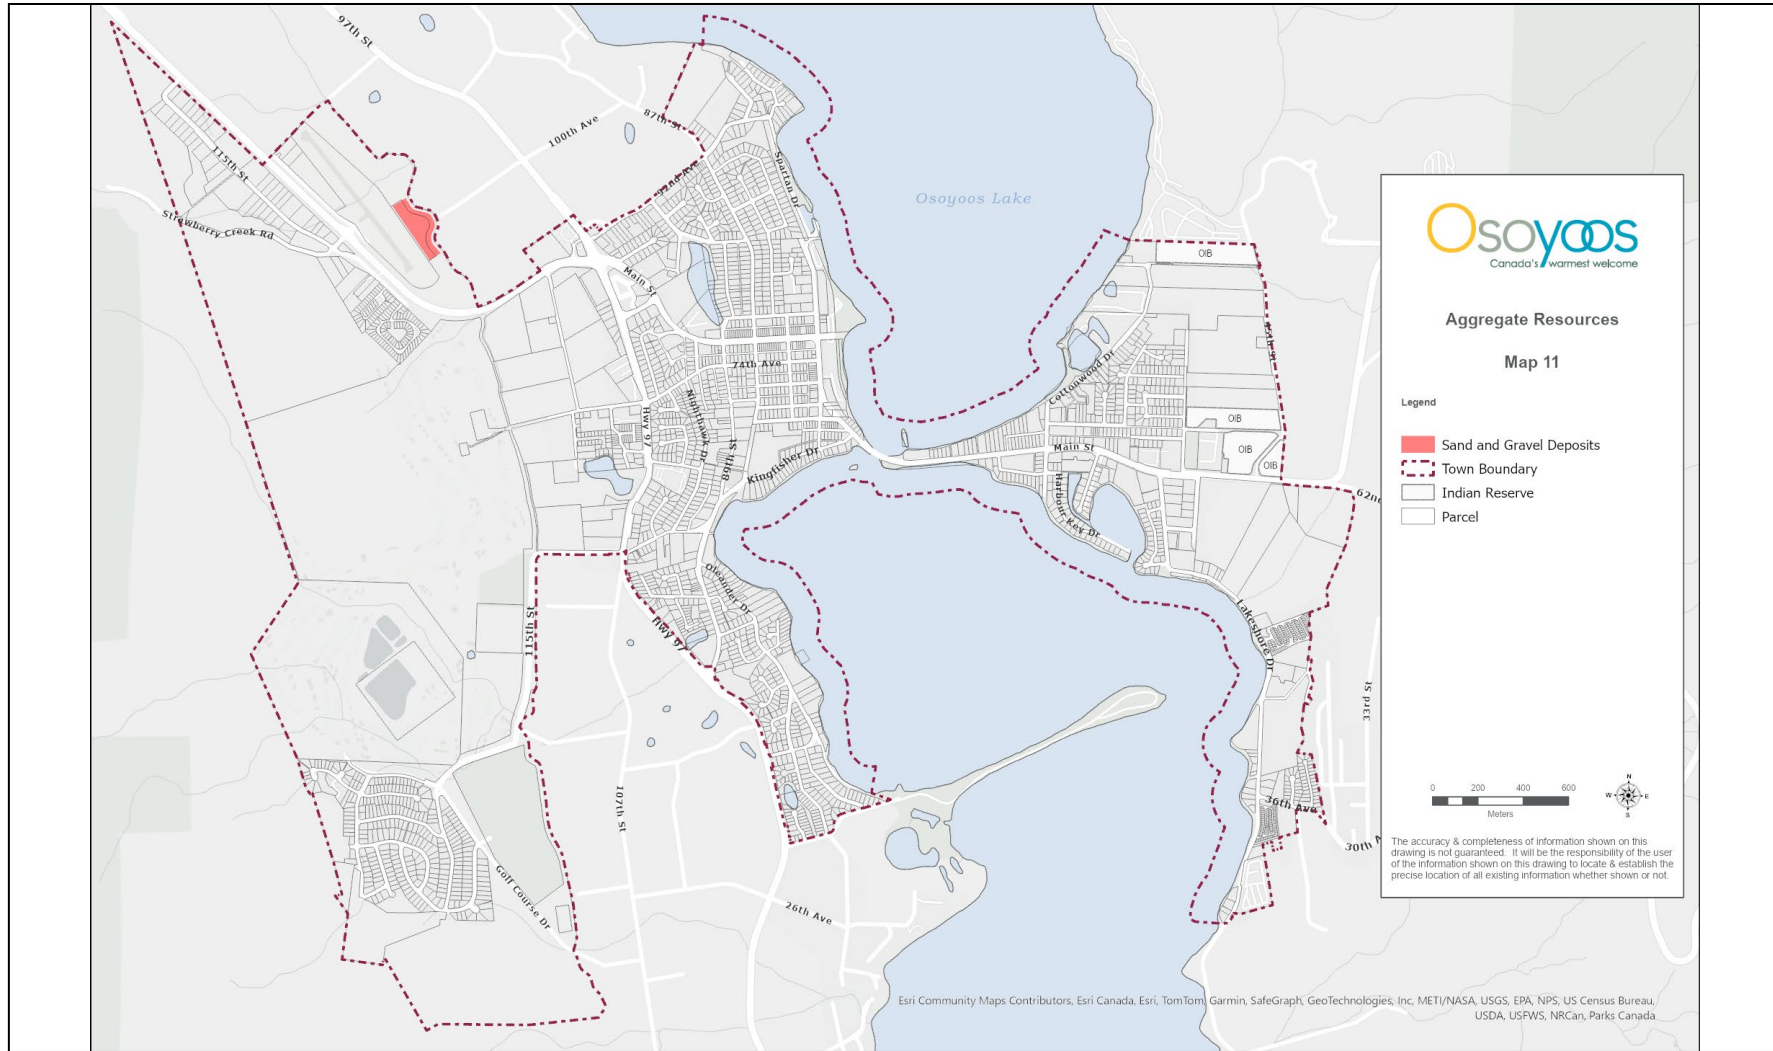 97th St
87th St
100th Ave
92nd Ave
Spartan Dr
115th St
Strawberry Creek Rd
Osoyoos Lake
OIB
Main St
45th St
74th Ave
Cottonwood Dr
Nighthawk Dr
Hwy 97
89th St
Kingfisher Dr
OIB
Main St
OIB
OIB
62nd
Harbour Key Dr
Oleander Dr
Hwy 97
115th St
Lakeshore Dr
33rd St
107th St
36th Ave
30th A
Golf Course Dr
26th Ave
Osoyoos
Canada's warmest welcome
Aggregate Resources
Map 11
Legend
Sand and Gravel Deposits
Town Boundary
Indian Reserve
Parcel
0 200 400 600
Meters
N
W E
S
The accuracy & completeness of information shown on this
drawing is not guaranteed. It will be the responsibility of the user
of the information shown on this drawing to locate & establish the
precise location of all existing information whether shown or not.
Esri Community Maps Contributors, Esri Canada, Esri, TomTom, Garmin, SafeGraph, GeoTechnologies, Inc, METI/NASA, USGS, EPA, NPS, US Census Bureau,
USDA, USFWS, NRCan, Parks Canada